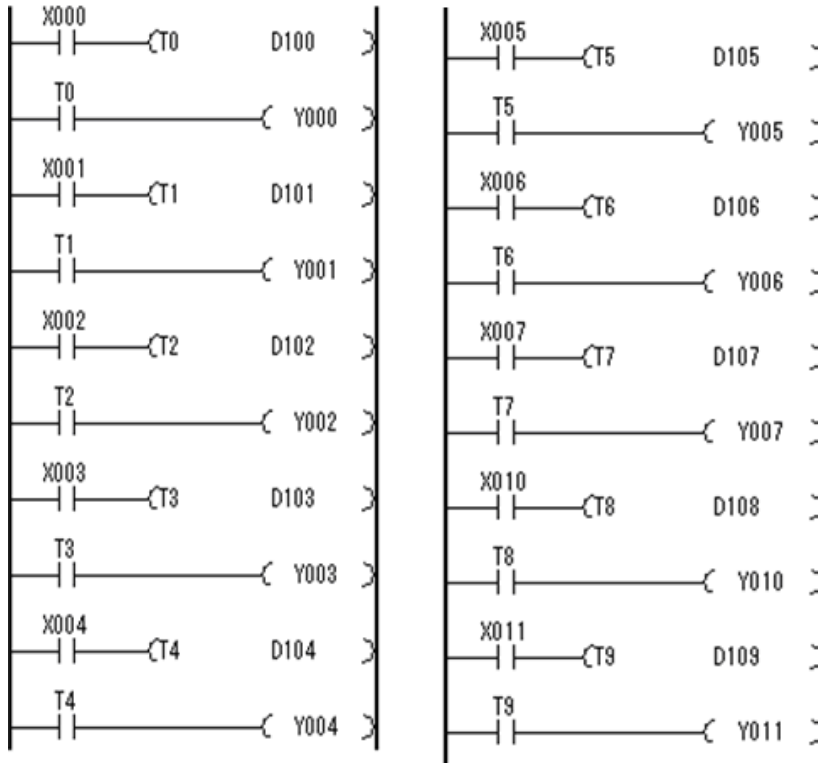 X000
T0 D100
T0
Y000
X001
T1 D101
T1
Y001
X002
T2 D102
T2
Y002
X003
T3 D103
T3
Y003
X004
T4 D104
T4
Y004
X005
T5 D105
T5
Y005
X006
T6 D106
T6
Y006
X007
T7 D107
T7
Y007
X010
T8 D108
T8
Y010
X011
T9 D109
T9
Y011